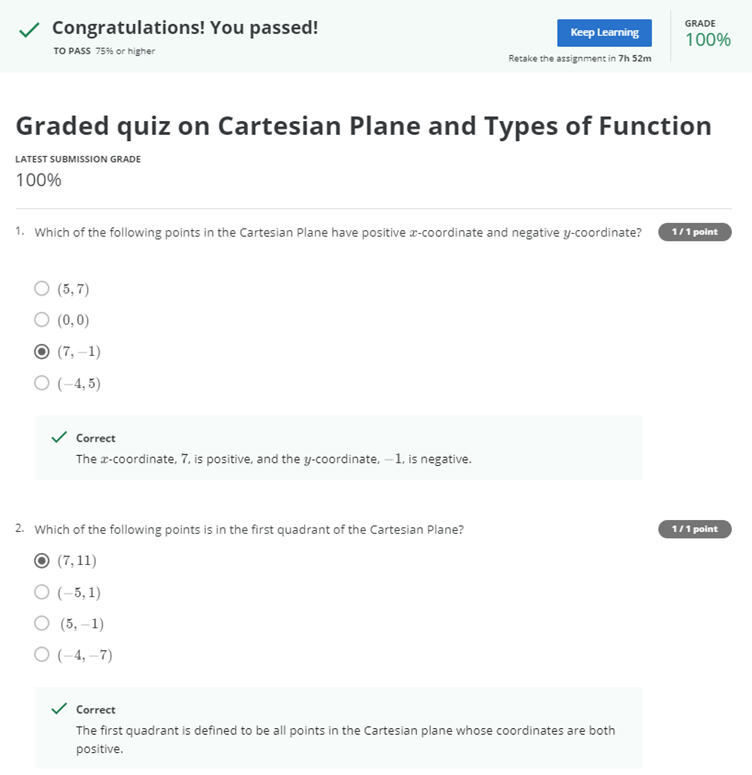 Congratulations! You passed!
TO PASS 75% or higher
Keep Learning
Retake the assignment in 7h 52m
GRADE
100%
Graded quiz on Cartesian Plane and Types of Function
LATEST SUBMISSION GRADE
100%
1. Which of the following points in the Cartesian Plane have positive x-coordinate and negative y-coordinate?
1 / 1 point
(5, 7)
(0, 0)
(7, −1)
(−4, 5)
Correct
The x-coordinate, 7, is positive, and the y-coordinate, −1, is negative.
2. Which of the following points is in the first quadrant of the Cartesian Plane?
1 / 1 point
(7, 11)
(−5, 1)
(5, −1)
(−4, −7)
Correct
The first quadrant is defined to be all points in the Cartesian plane whose coordinates are both
positive.